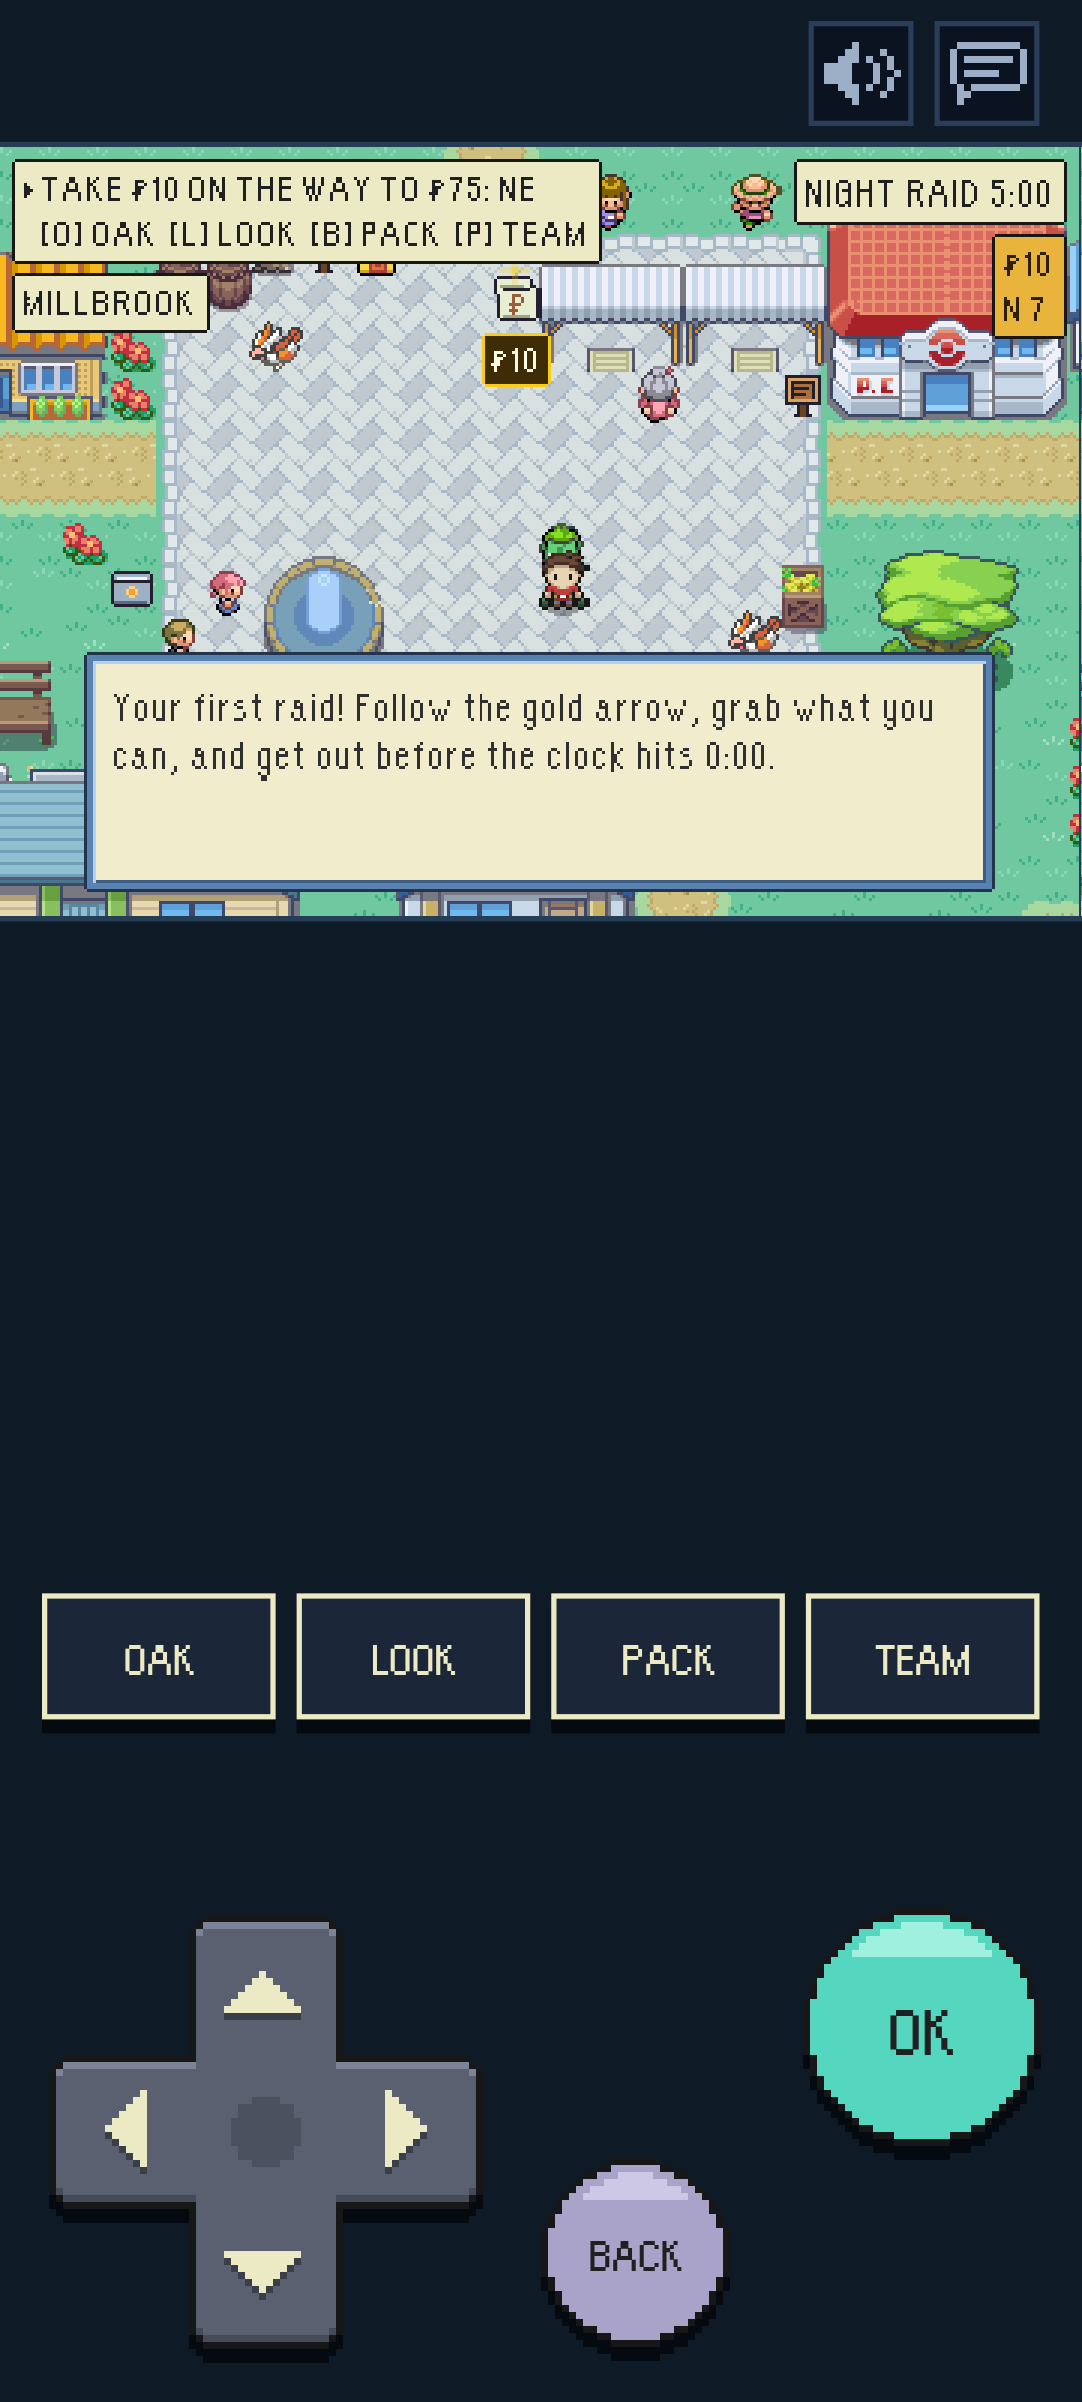 ▸TAKE ₽10 ON THE WAY TO ₽75: NE
[O] OAK [L] LOOK [B] PACK [P] TEAM
NIGHT RAID 5:00
₽10
N 7
MILLBROOK
₽
₽10
P.C
Your first raid! Follow the gold arrow, grab what you
can, and get out before the clock hits 0:00.
OAK
LOOK
PACK
TEAM
OK
BACK